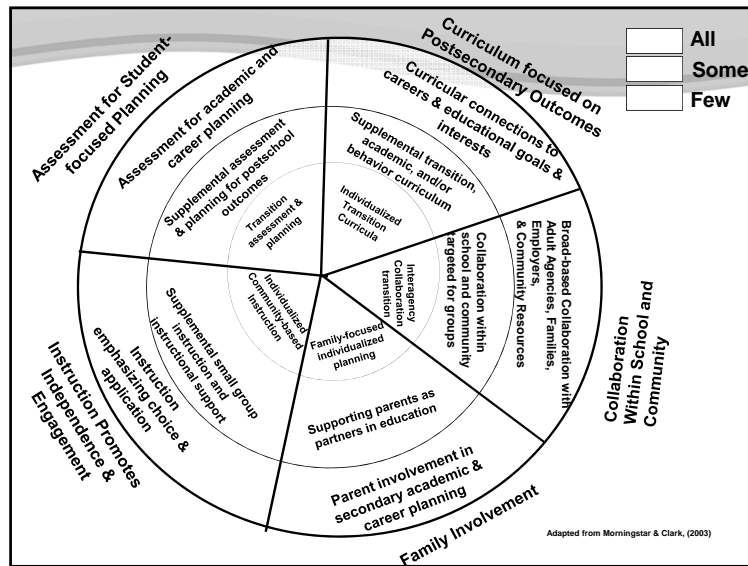 All
Some
Few
Assessment for Student-
focused Planning
Assessment for academic and
career planning
Supplemental assessment
& planning for postschool
outcomes
Transition
assessment &
planning
Curriculum focused on
Postsecondary Outcomes
Curricular connections to
careers & educational goals &
interests
Supplemental transition,
academic, and/or
behavior curriculum
Individualized
Transition
Curricula
Collaboration
Within School and
Community
Broad-based Collaboration with
Adult Agencies, Families,
Employers,
& Community Resources
Collaboration within
school and community
targeted for groups
Interagency
Collaboration
transition
Family-focused
individualized
planning
Supporting parents as
partners in education
Parent involvement in
secondary academic &
career planning
Family Involvement
Individualized
Community-based
Instruction
Supplemental small group
instruction and
instructional support
Instruction
emphasizing choice &
application
Instruction Promotes
Independence &
Engagement
Adapted from Morningstar & Clark, (2003)